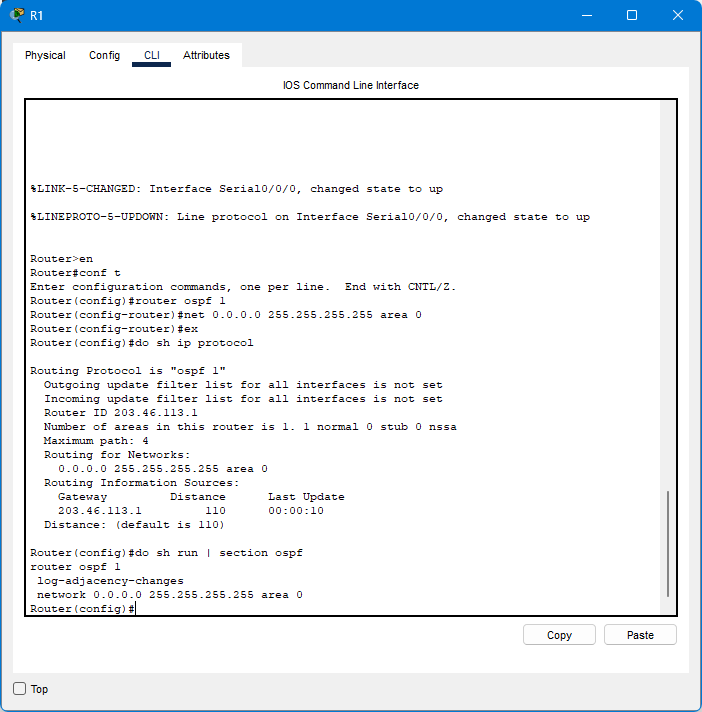 R1
Physical Config CLI Attributes
IOS Command Line Interface
%LINK-5-CHANGED: Interface Serial0/0/0, changed state to up
%LINEPROTO-5-UPDOWN: Line protocol on Interface Serial0/0/0, changed state to up
Router>en
Router#conf t
Enter configuration commands, one per line.  End with CNTL/Z.
Router(config)#router ospf 1
Router(config-router)#net 0.0.0.0 255.255.255.255 area 0
Router(config-router)#ex
Router(config)#do sh ip protocol
Routing Protocol is "ospf 1"
  Outgoing update filter list for all interfaces is not set
  Incoming update filter list for all interfaces is not set
  Router ID 203.46.113.1
  Number of areas in this router is 1. 1 normal 0 stub 0 nssa
  Maximum path: 4
  Routing for Networks:
    0.0.0.0 255.255.255.255 area 0
  Routing Information Sources:
    Gateway         Distance      Last Update
    203.46.113.1         110      00:00:10
  Distance: (default is 110)
Router(config)#do sh run | section ospf
router ospf 1
 log-adjacency-changes
 network 0.0.0.0 255.255.255.255 area 0
Router(config)#
Copy Paste
Top